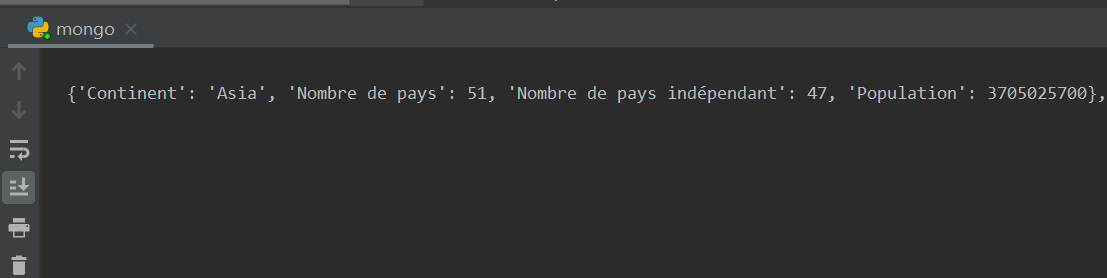 mongo
{'Continent': 'Asia', 'Nombre de pays': 51, 'Nombre de pays indépendant': 47, 'Population': 3705025700},